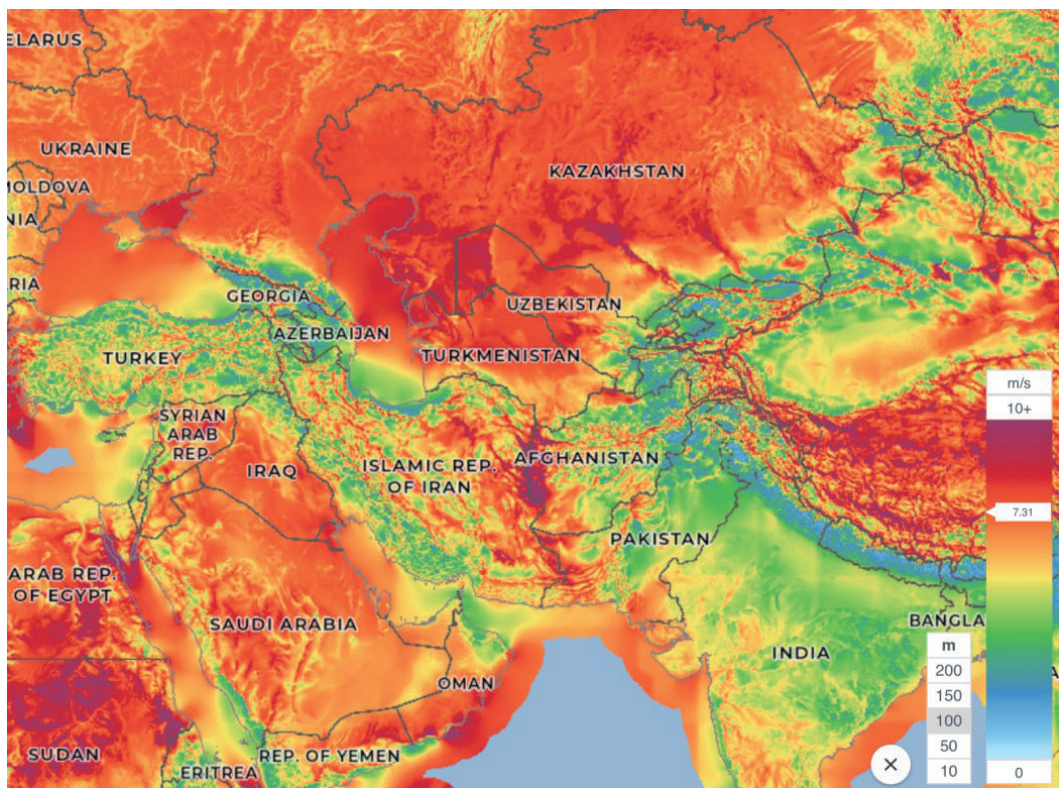 ELARUS
UKRAINE
MOLDOVA
NIA
RIA
KAZAKHSTAN
GEORGIA
UZBEKISTAN
AZERBAIJAN
TURKEY
TURKMENISTAN
SYRIAN
ARAB
REP.
IRAQ
ISLAMIC REP.
OF IRAN
AFGHANISTAN
PAKISTAN
ARAB REP.
OF EGYPT
SAUDI ARABIA
OMAN
INDIA
BANGLA
SUDAN
ERITREA
REP. OF YEMEN
m
200
150
100
50
10
m/s
10+
7.31
0